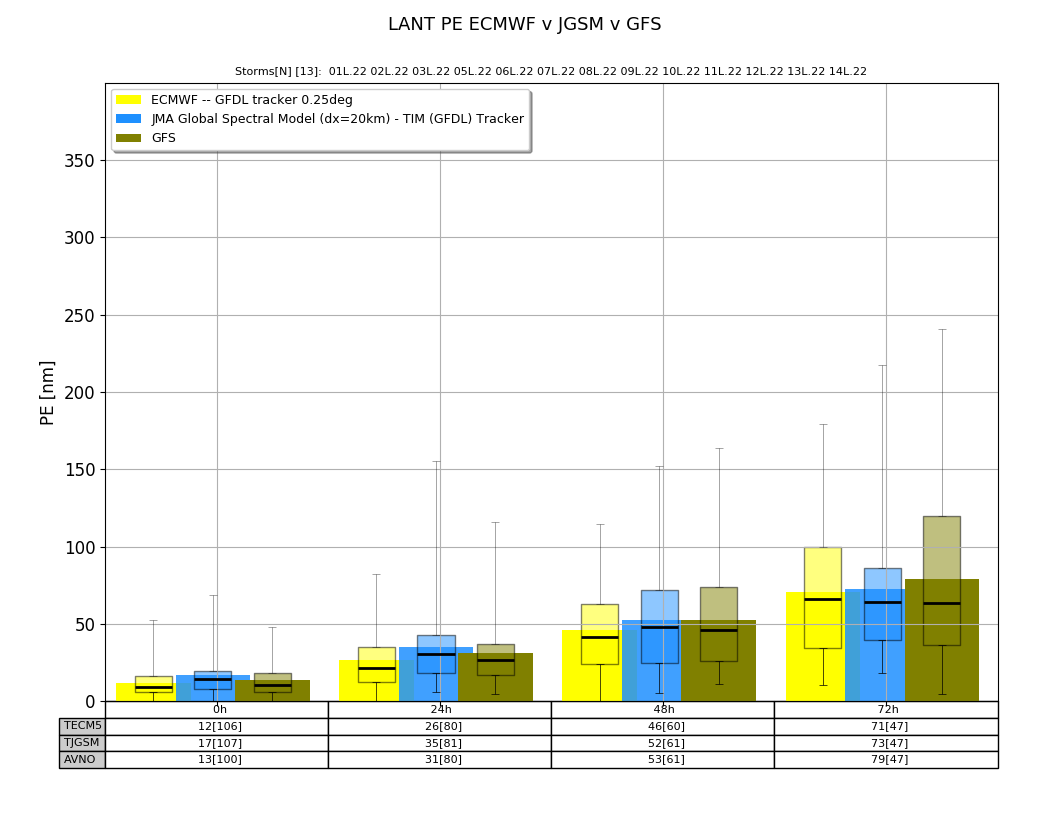 LANT PE ECMWF v JGSM v GFS
Storms[N] [13]: 01L.22 02L.22 03L.22 05L.22 06L.22 07L.22 08L.22 09L.22 10L.22 11L.22 12L.22 13L.22 14L.22
ECMWF -- GFDL tracker 0.25deg
JMA Global Spectral Model (dx=20km) - TIM (GFDL) Tracker
GFS
350
300
250
200
150
100
50
0
PE [nm]
0h 24h 48h 72h
TECM5 12[106] 26[80] 46[60] 71[47]
TJGSM 17[107] 35[81] 52[61] 73[47]
AVNO 13[100] 31[80] 53[61] 79[47]